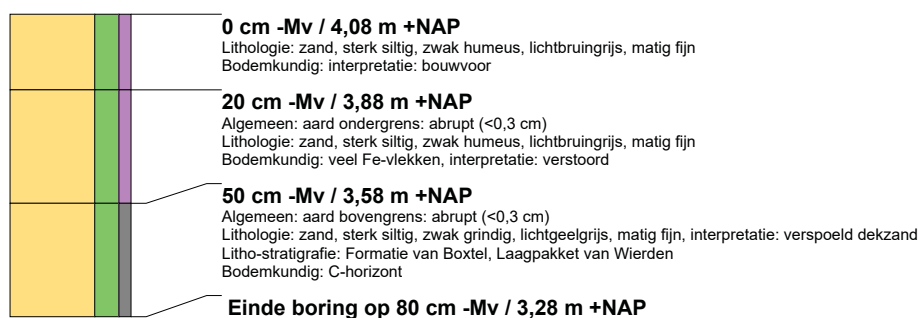 0 cm -Mv / 4,08 m +NAP
Lithologie: zand, sterk siltig, zwak humeus, lichtbruingrijs, matig fijn
Bodemkundig: interpretatie: bouwvoor
20 cm -Mv / 3,88 m +NAP
Algemeen: aard ondergrens: abrupt (<0,3 cm)
Lithologie: zand, sterk siltig, zwak humeus, lichtbruingrijs, matig fijn
Bodemkundig: veel Fe-vlekken, interpretatie: verstoord
50 cm -Mv / 3,58 m +NAP
Algemeen: aard bovengrens: abrupt (<0,3 cm)
Lithologie: zand, sterk siltig, zwak grindig, lichtgeelgrijs, matig fijn, interpretatie: verspoeld dekzand
Litho-stratigrafie: Formatie van Boxtel, Laagpakket van Wierden
Bodemkundig: C-horizont
Einde boring op 80 cm -Mv / 3,28 m +NAP